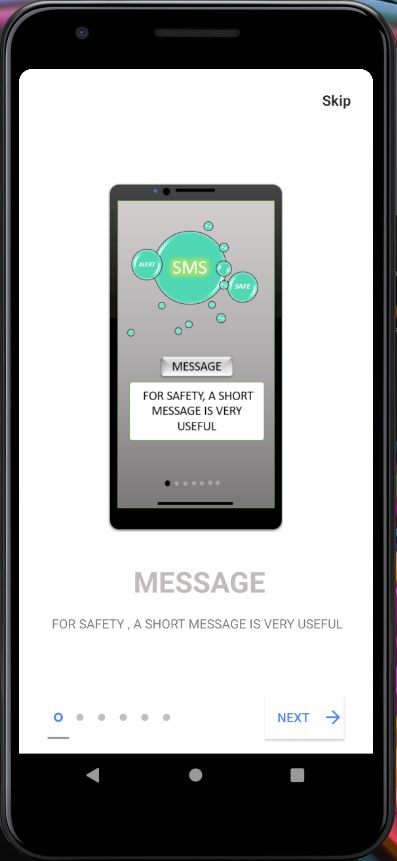 Skip
ALERT
SMS
SAFE
MESSAGE
FOR SAFETY, A SHORT
MESSAGE IS VERY
USEFUL
MESSAGE
FOR SAFETY , A SHORT MESSAGE IS VERY USEFUL
NEXT